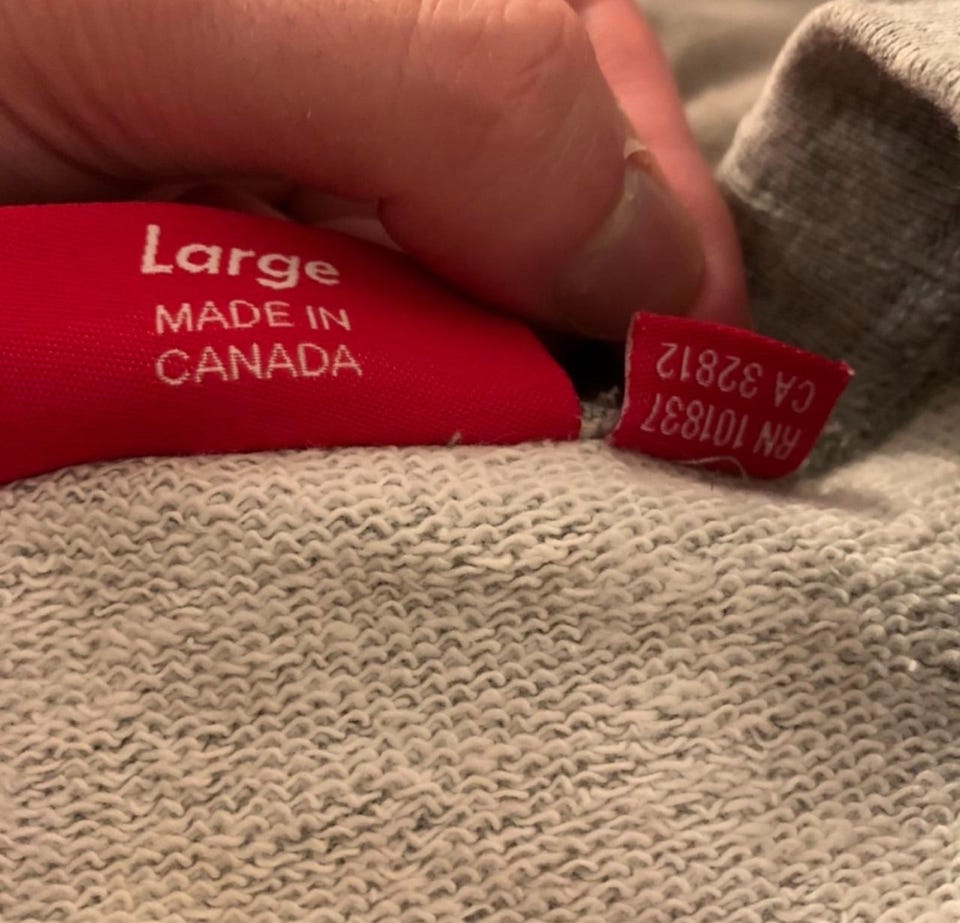 Large
MADE IN
CANADA
RN 101837
CA 32812